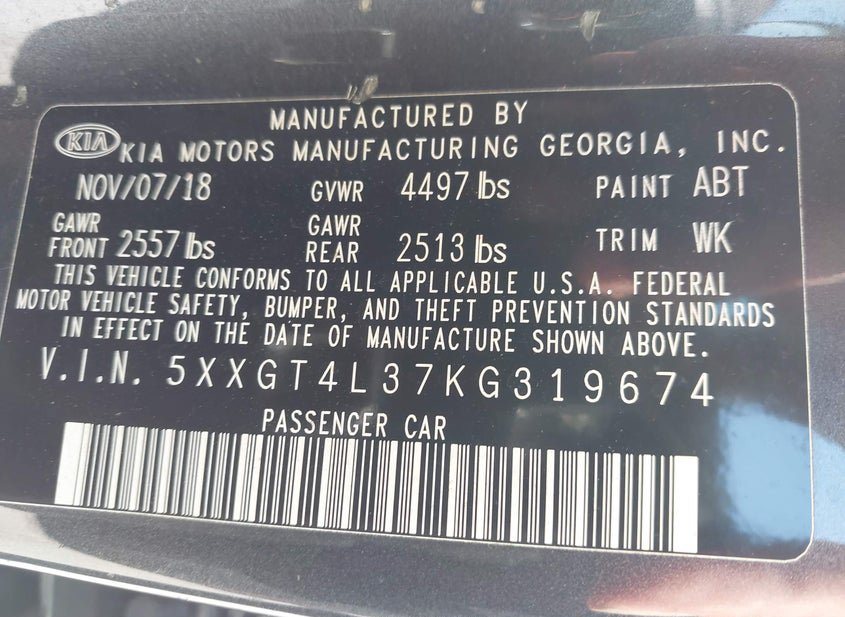 MANUFACTURED BY
KIA KIA MOTORS MANUFACTURING GEORGIA, INC.
NOV/07/18 GVWR 4497 lbs PAINT ABT
GAWR FRONT 2557 lbs GAWR REAR 2513 lbs TRIM WK
THIS VEHICLE CONFORMS TO ALL APPLICABLE U.S.A. FEDERAL
MOTOR VEHICLE SAFETY, BUMPER, AND THEFT PREVENTION STANDARDS
IN EFFECT ON THE DATE OF MANUFACTURE SHOWN ABOVE.
V.I.N. 5XXGT4L37KG319674
PASSENGER CAR